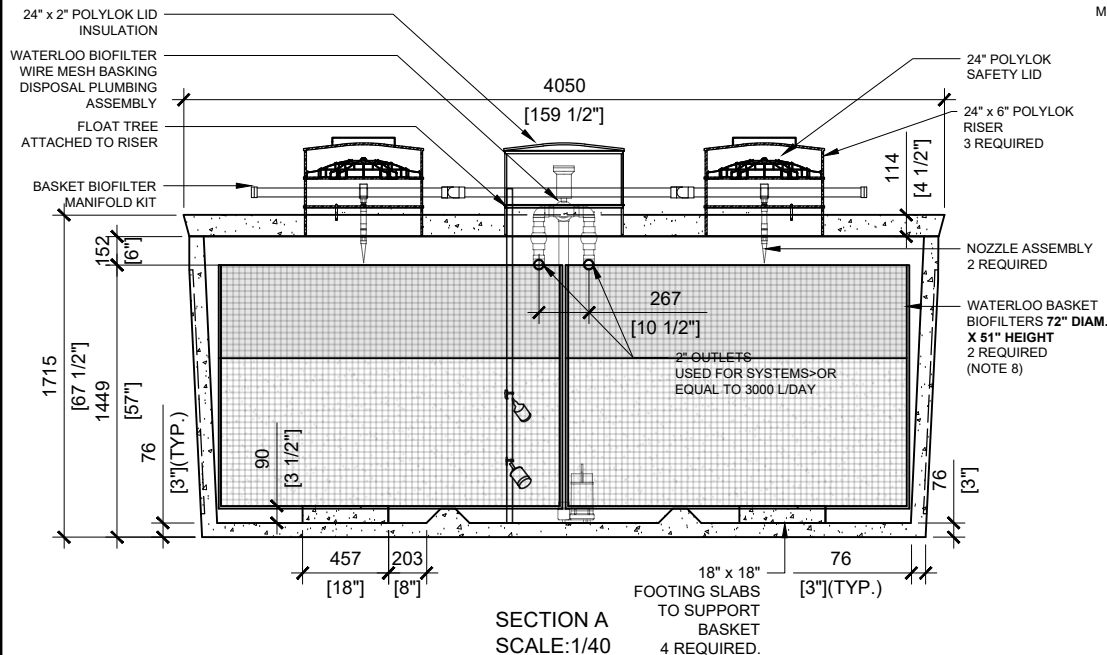 24" x 2" POLYLOK LID
INSULATION
WATERLOO BIOFILTER
WIRE MESH BASKING
DISPOSAL PLUMBING
ASSEMBLY
FLOAT TREE
ATTACHED TO RISER
BASKET BIOFILTER
MANIFOLD KIT
M
4050
[159 1/2"]
24" POLYLOK
SAFETY LID
24" x 6" POLYLOK
RISER
3 REQUIRED
114
[4 1/2"]
NOZZLE ASSEMBLY
2 REQUIRED
WATERLOO BASKET
BIOFILTERS 72" DIAM.
X 51" HEIGHT
2 REQUIRED
(NOTE 8)
152
[6"]
267
[10 1/2"]
2" OUTLETS
USED FOR SYSTEMS>OR
EQUAL TO 3000 L/DAY
1715
[67 1/2"]
1449
[57"]
76
[3"](TYP.)
90
[3 1/2"]
76
[3"]
457
[18"]
203
[8"]
18" x 18"
FOOTING SLABS
TO SUPPORT
BASKET
4 REQUIRED.
76
[3"](TYP.)
SECTION A
SCALE:1/40